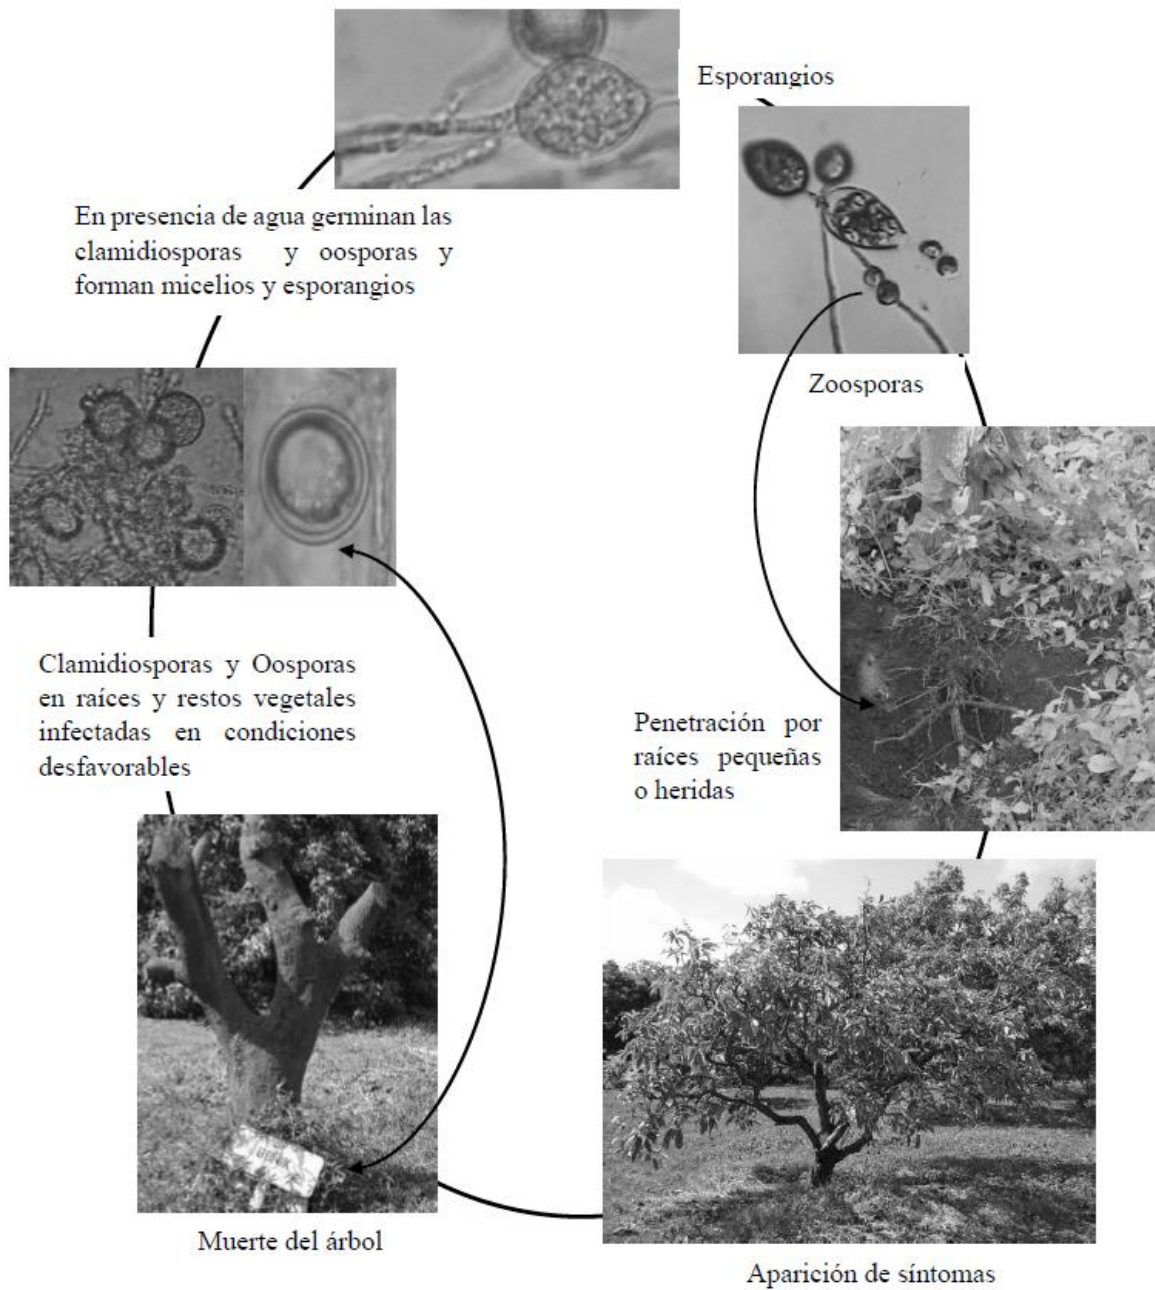 Esporangios
En presencia de agua germinan las
clamidiosporas y oosporas y
forman micelios y esporangios
Zoosporas
Clamidiosporas y Oosporas
en raíces y restos vegetales
infectadas en condiciones
desfavorables
Penetración por
raíces pequeñas
o heridas
Muerte del árbol
Aparición de síntomas